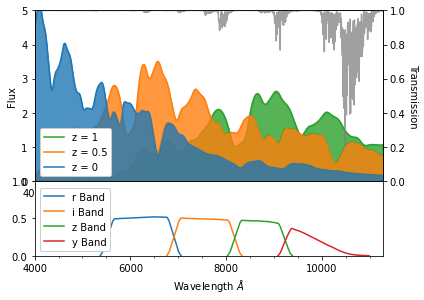 5
4
3
2
1
0
Flux
1.0
0.8
0.6
0.4
0.2
0.0
Transmission
z = 1
z = 0.5
z = 0
40
1.0
0.5
0.0
r Band
i Band
z Band
y Band
4000
6000
8000
10000
Wavelength Å